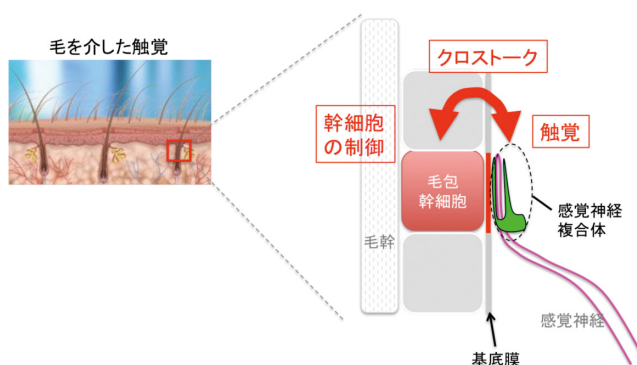 毛を介した触覚
クロストーク
幹細胞
の制御
触覚
毛包
幹細胞
毛幹
感覚神経
複合体
感覚神経
基底膜